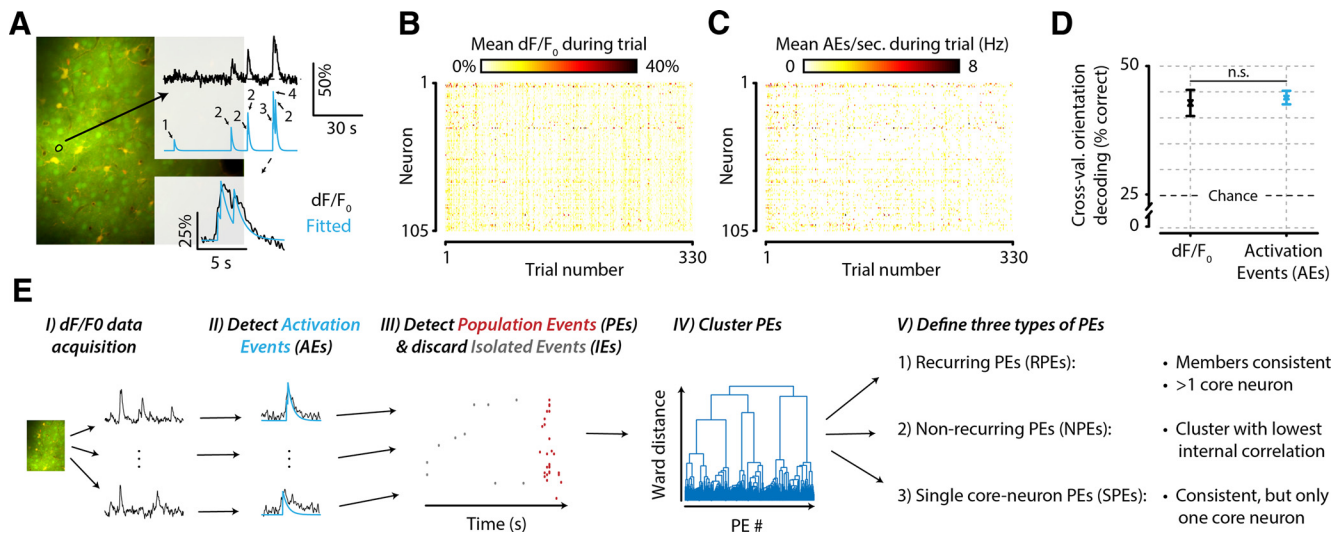 A
50%
30 s
1
2
2
2
3
4
2
dF/F0
Fitted
25%
5 s
B
Mean dF/F0 during trial
0%
40%
Neuron
1
105
1
330
Trial number
C
Mean AEs/sec. during trial (Hz)
0
8
Neuron
1
105
1
330
Trial number
D
Cross-val. orientation
decoding (% correct)
50
25
0
n.s.
Chance
dF/F0
Activation
Events (AEs)
E
I) dF/F0 data
acquisition
II) Detect Activation
Events (AEs)
III) Detect Population Events (PEs)
& discard Isolated Events (IEs)
Time (s)
IV) Cluster PEs
Ward distance
PE #
V) Define three types of PEs
1) Recurring PEs (RPEs):
• Members consistent
• >1 core neuron
2) Non-recurring PEs (NPEs):
• Cluster with lowest
internal correlation
3) Single core-neuron PEs (SPEs):
• Consistent, but only
one core neuron